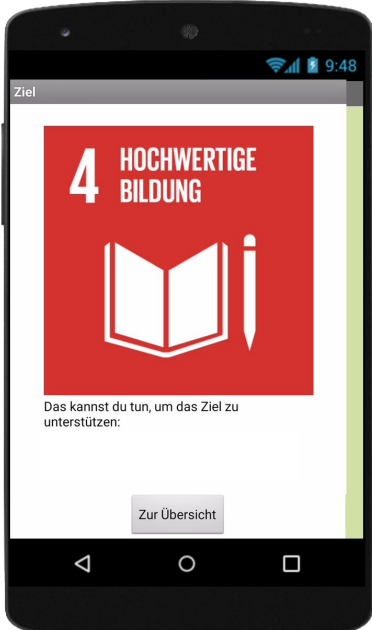 9:48
Ziel
4 HOCHWERTIGE
BILDUNG
Das kannst du tun, um das Ziel zu
unterstützen:
Zur Übersicht